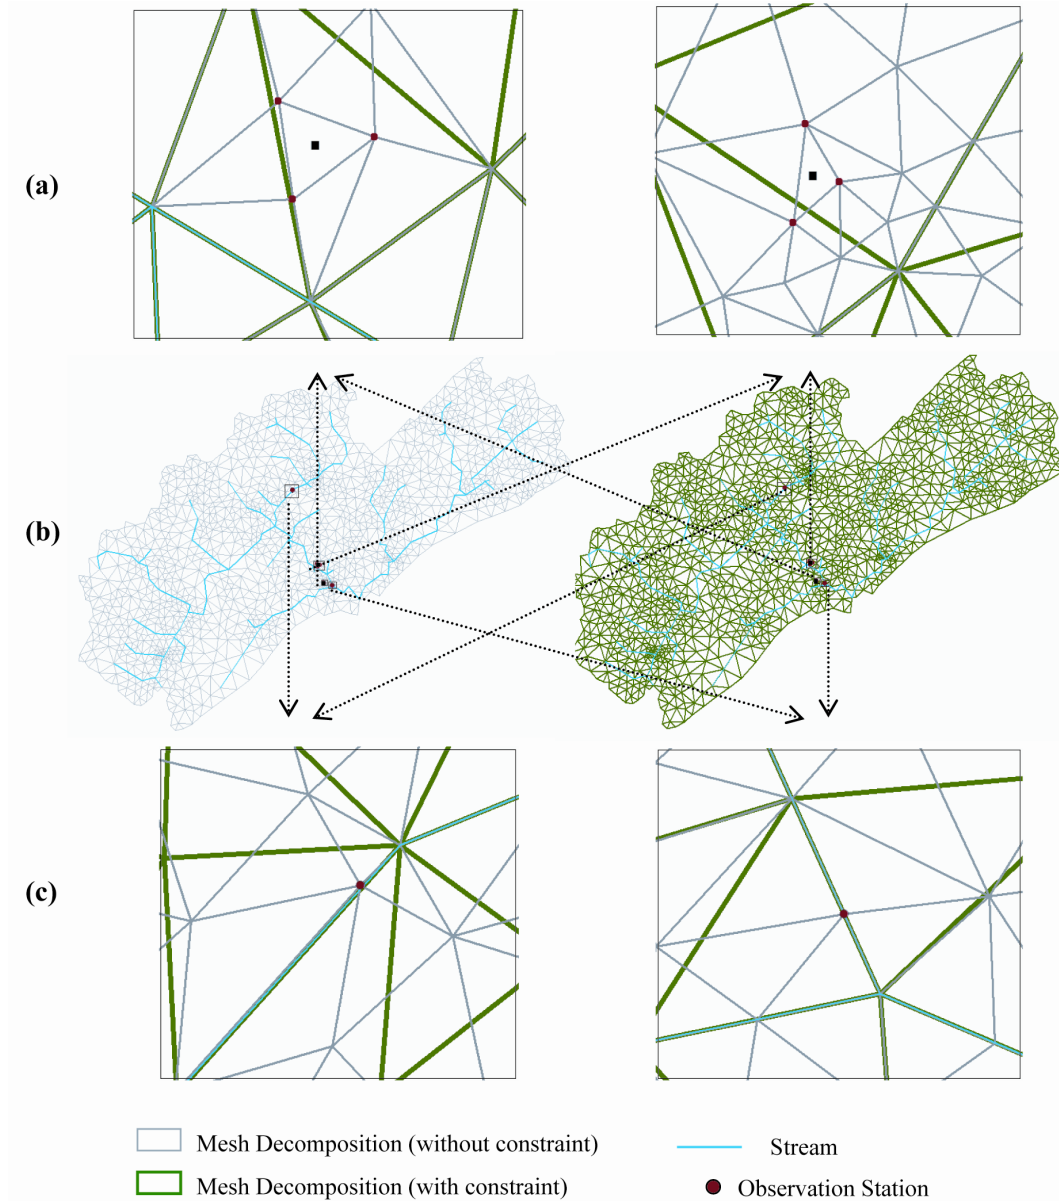 (a)
(b)
(c)
Mesh Decomposition (without constraint)
Stream
Mesh Decomposition (with constraint)
Observation Station